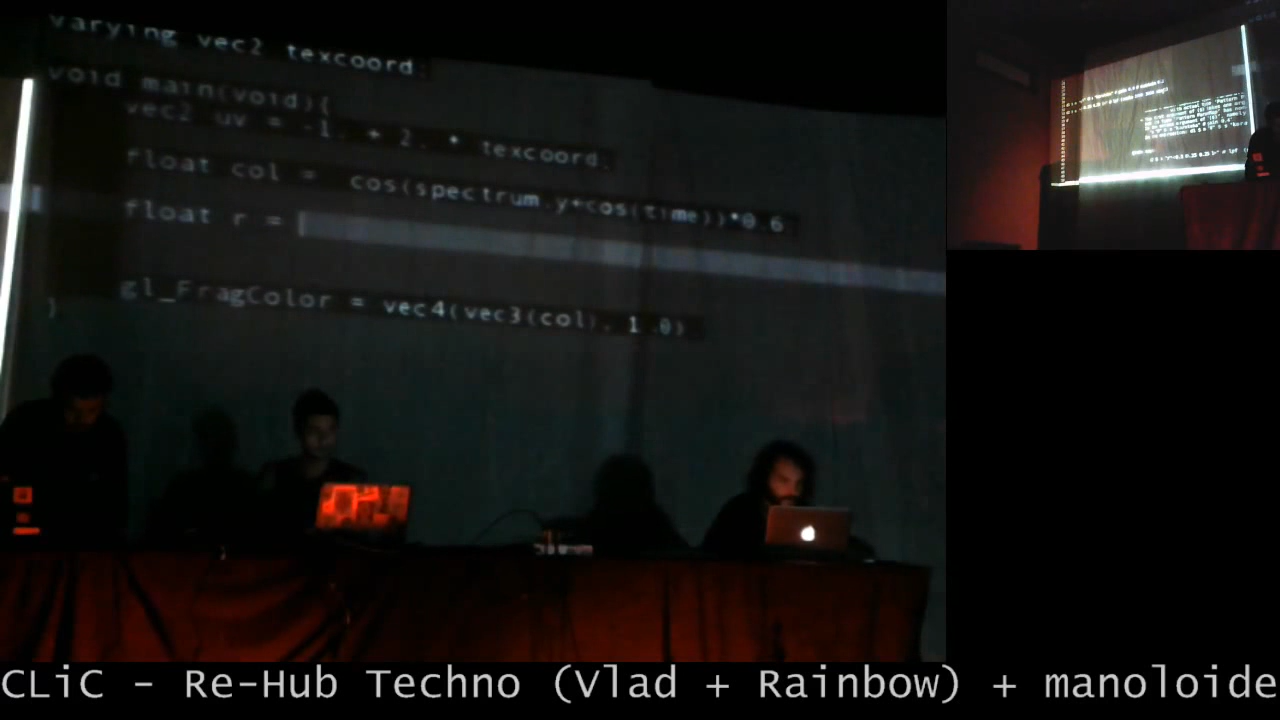 varying vec2 texcoord;
void main(void){
vec2 uv = -1. + 2. * texcoord.
float col = cos(spectrum.y+cos(time))*0.6
float r =
gl_FragColor = vec4(vec3(col), 1.0)
}
CLiC - Re-Hub Techno (Vlad + Rainbow) + manoloide